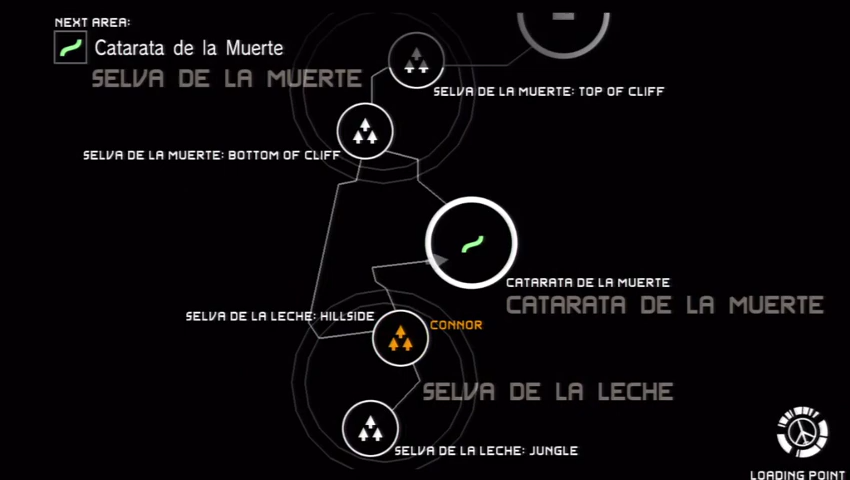 NEXT AREA:
Catarata de la Muerte
SELVA DE LA MUERTE
SELVA DE LA MUERTE: TOP OF CLIFF
SELVA DE LA MUERTE: BOTTOM OF CLIFF
CATARATA DE LA MUERTE
CATARATA DE LA MUERTE
SELVA DE LA LECHE: HILLSIDE
CONNOR
SELVA DE LA LECHE
SELVA DE LA LECHE: JUNGLE
LOADING POINT